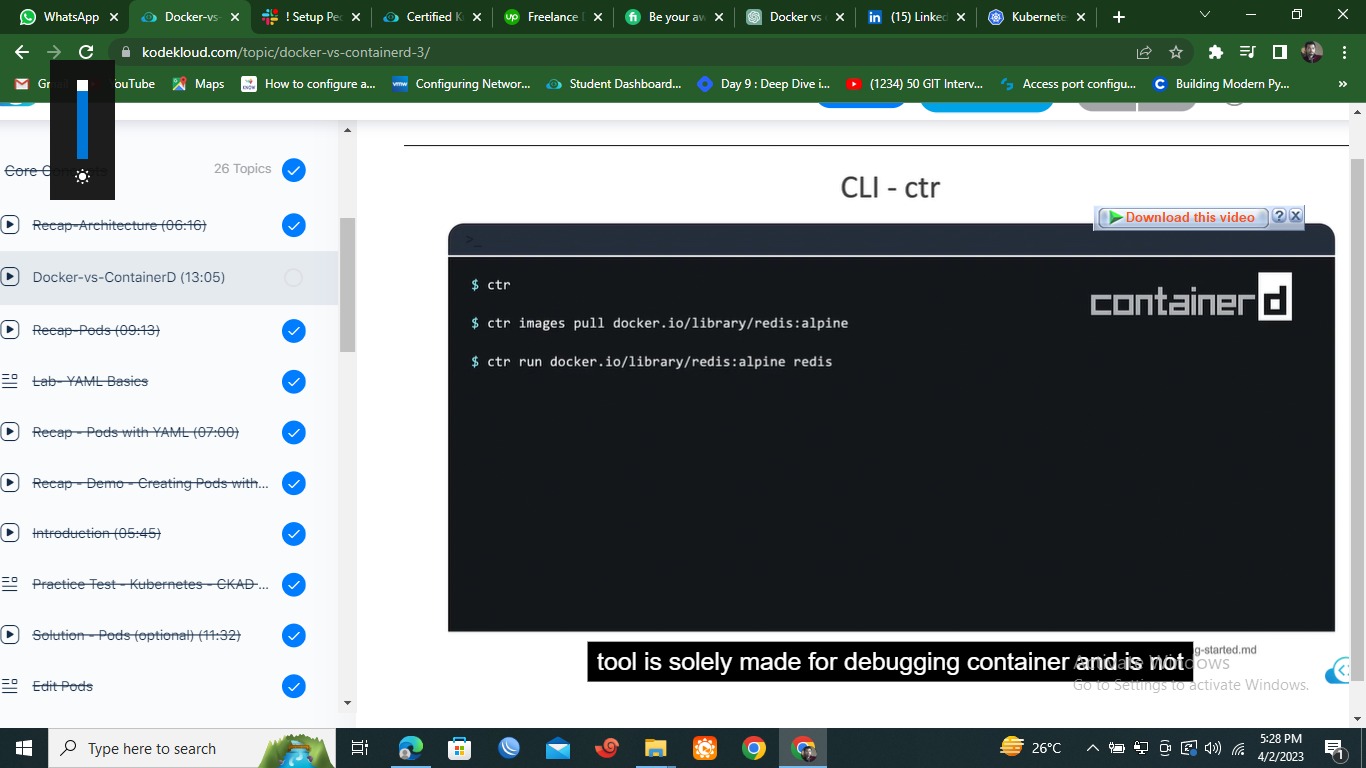 WhatsApp
Docker-vs-
! Setup Pec
Certified K
Freelance
Be your aw
Docker vs
(15) Linked
Kubernete
kodekloud.com/topic/docker-vs-containerd-3/
YouTube
Maps
How to configure a...
Configuring Networ...
Student Dashboard...
Day 9 : Deep Dive i...
(1234) 50 GIT Interv...
Access port configu...
Building Modern Py...
»
26 Topics
Recap-Architecture (06:16)
Docker-vs-ContainerD (13:05)
Recap-Pods (09:13)
Lab- YAML Basics
Recap - Pods with YAML (07:00)
Recap - Demo - Creating Pods with...
Introduction (05:45)
Practice Test - Kubernetes - CKAD ...
Solution - Pods (optional) (11:32)
Edit Pods
CLI - ctr
Download this video
? X
>_
containerd
$ ctr
$ ctr images pull docker.io/library/redis:alpine
$ ctr run docker.io/library/redis:alpine redis
g-started.md
tool is solely made for debugging container and is not
Activate Windows
Go to Settings to activate Windows.
Type here to search
26°C
5:28 PM
4/2/2023
1